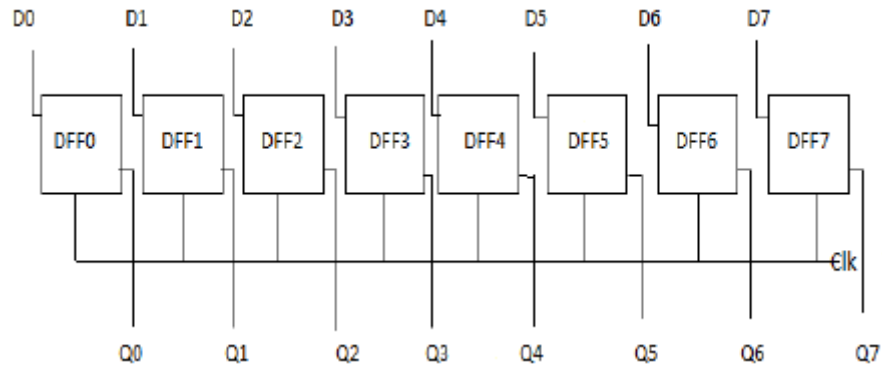 D0 D1 D2 D3 D4 D5 D6 D7
DFF0 DFF1 DFF2 DFF3 DFF4 DFF5 DFF6 DFF7
Clk
Q0 Q1 Q2 Q3 Q4 Q5 Q6 Q7